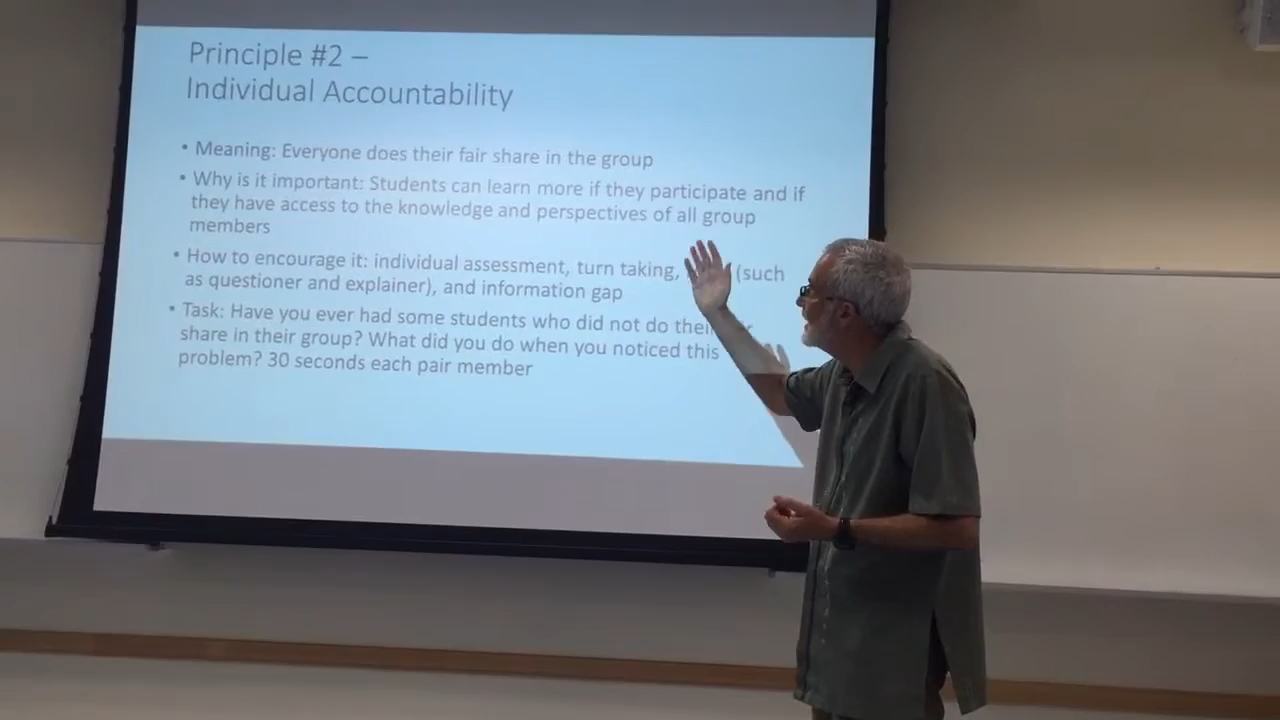 Principle #2 –
Individual Accountability
• Meaning: Everyone does their fair share in the group
• Why is it important: Students can learn more if they participate and if
they have access to the knowledge and perspectives of all group
members
• How to encourage it: individual assessment, turn taking, (such
as questioner and explainer), and information gap
• Task: Have you ever had some students who did not do their
share in their group? What did you do when you noticed this
problem? 30 seconds each pair member